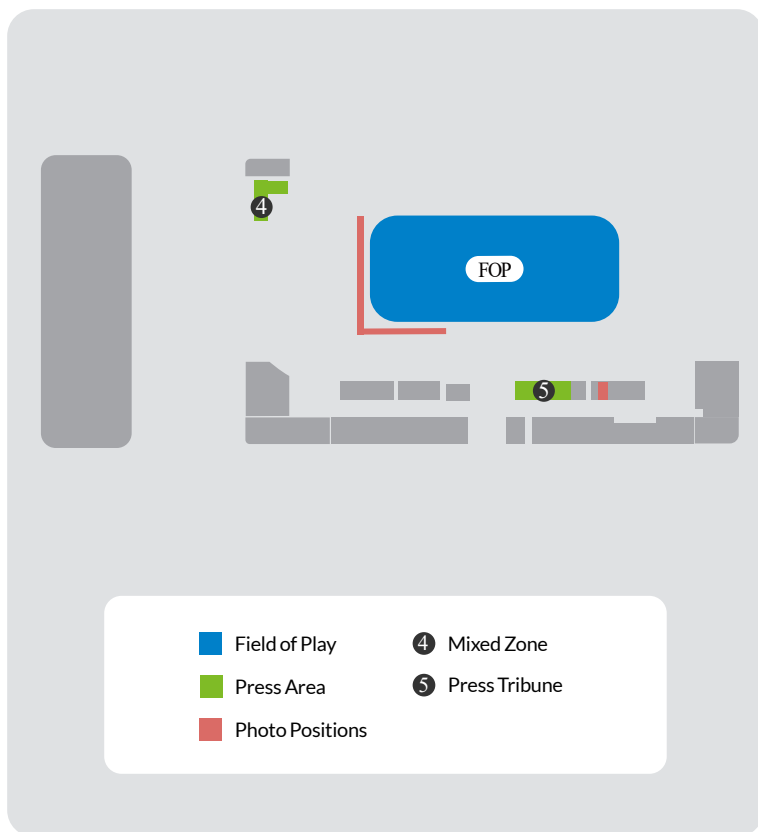 4
FOP
5
Field of Play
4 Mixed Zone
Press Area
5 Press Tribune
Photo Positions